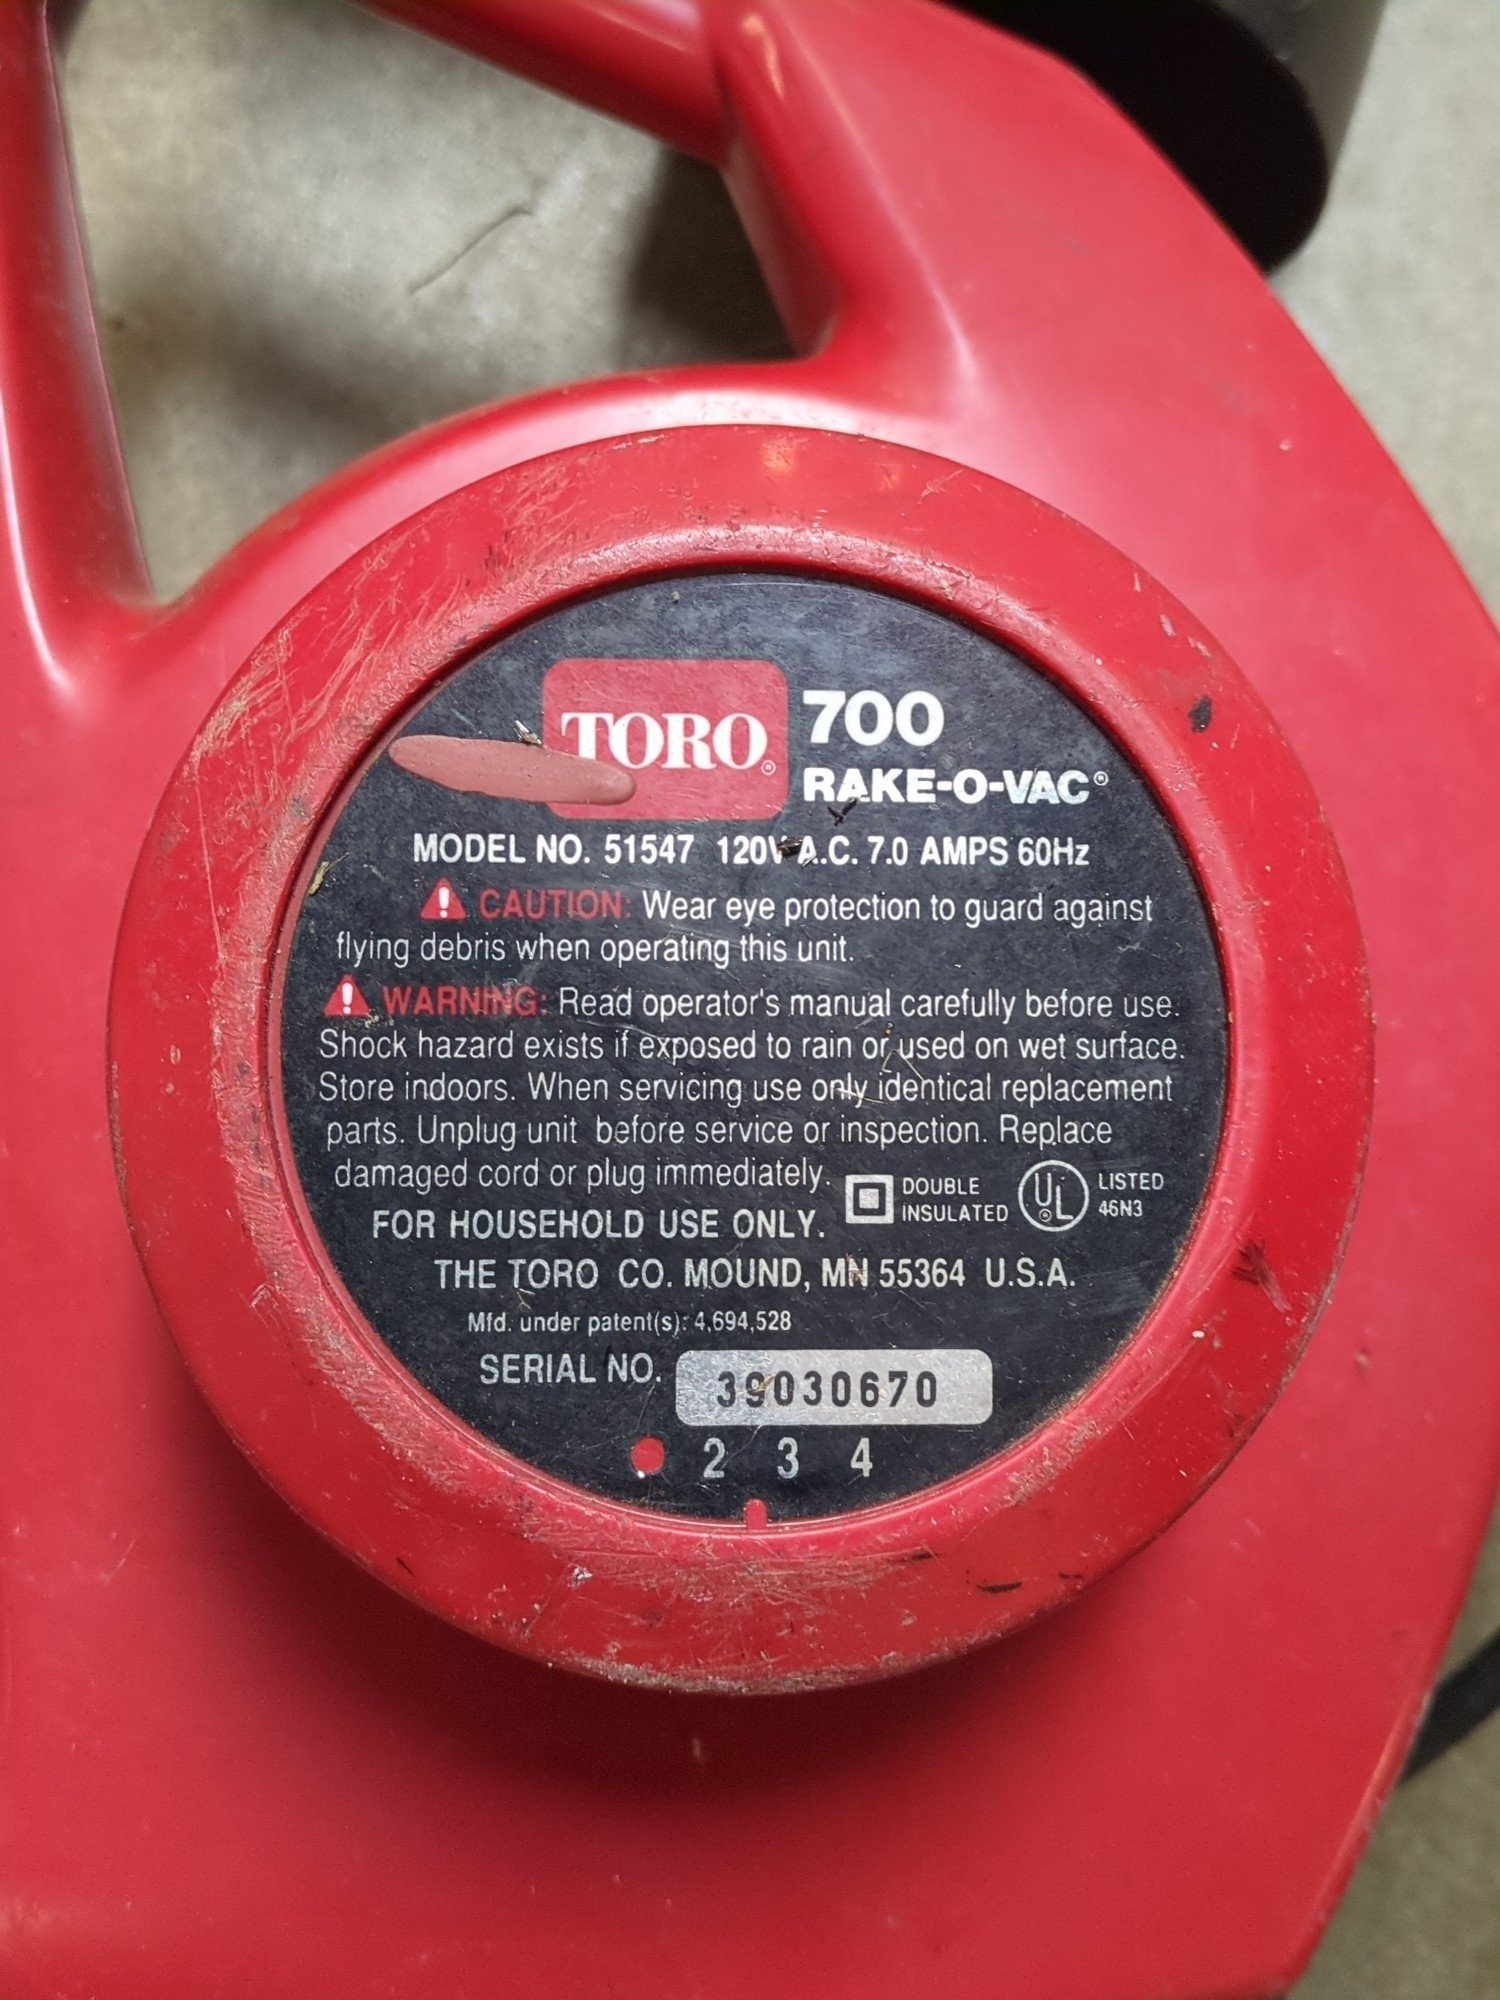 TORO® 700
RAKE-O-VAC®
MODEL NO. 51547 120V A.C. 7.0 AMPS 60Hz
CAUTION: Wear eye protection to guard against
flying debris when operating this unit.
WARNING: Read operator's manual carefully before use.
Shock hazard exists if exposed to rain or used on wet surface.
Store indoors. When servicing use only identical replacement
parts. Unplug unit before service or inspection. Replace
damaged cord or plug immediately.
DOUBLE
INSULATED
UL®
LISTED
46N3
FOR HOUSEHOLD USE ONLY.
THE TORO CO. MOUND, MN 55364 U.S.A.
Mfd. under patent(s): 4,694,528
SERIAL NO. 39030670
2 3 4